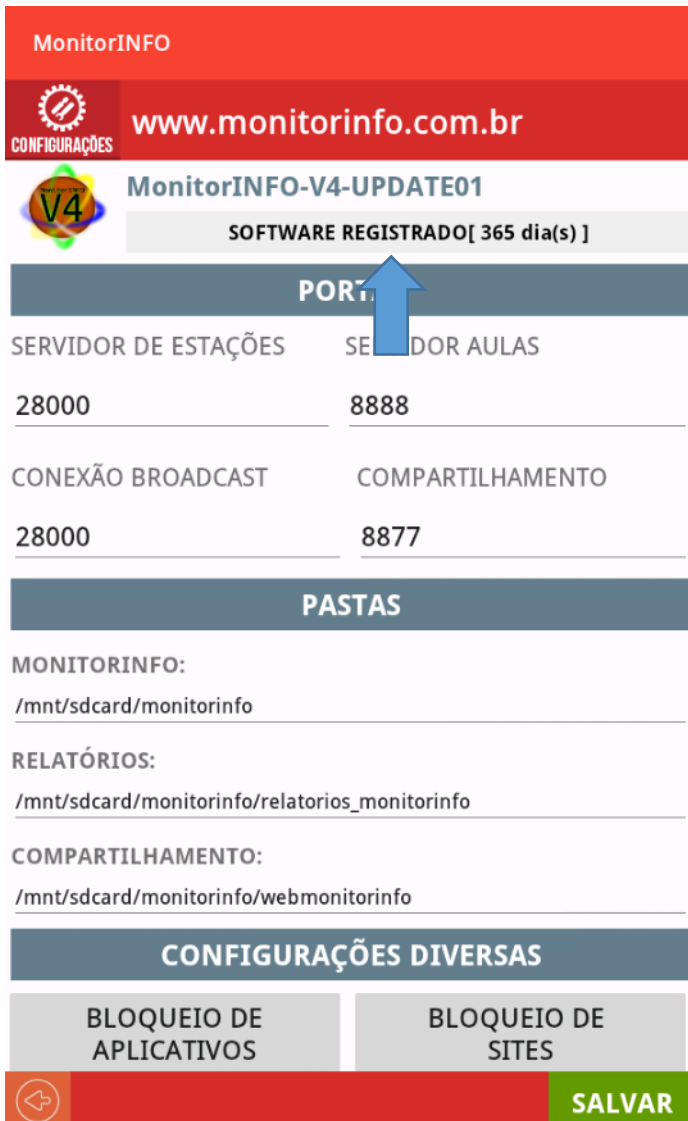 MonitorINFO
CONFIGURAÇÕES
www.monitorinfo.com.br
V4
MonitorINFO-V4-UPDATE01
SOFTWARE REGISTRADO[ 365 dia(s) ]
SERVIDOR DE ESTAÇÕES
AULAS
28000
8888
CONEXÃO BROADCAST
COMPARTILHAMENTO
28000
8877
PASTAS
MONITORINFO:
/mnt/sdcard/monitorinfo
RELATÓRIOS:
/mnt/sdcard/monitorinfo/relatorios_monitorinfo
COMPARTILHAMENTO:
/mnt/sdcard/monitorinfo/webmonitorinfo
CONFIGURAÇÕES DIVERSAS
BLOQUEIO DE
APLICATIVOS
BLOQUEIO DE
SITES
SALVAR